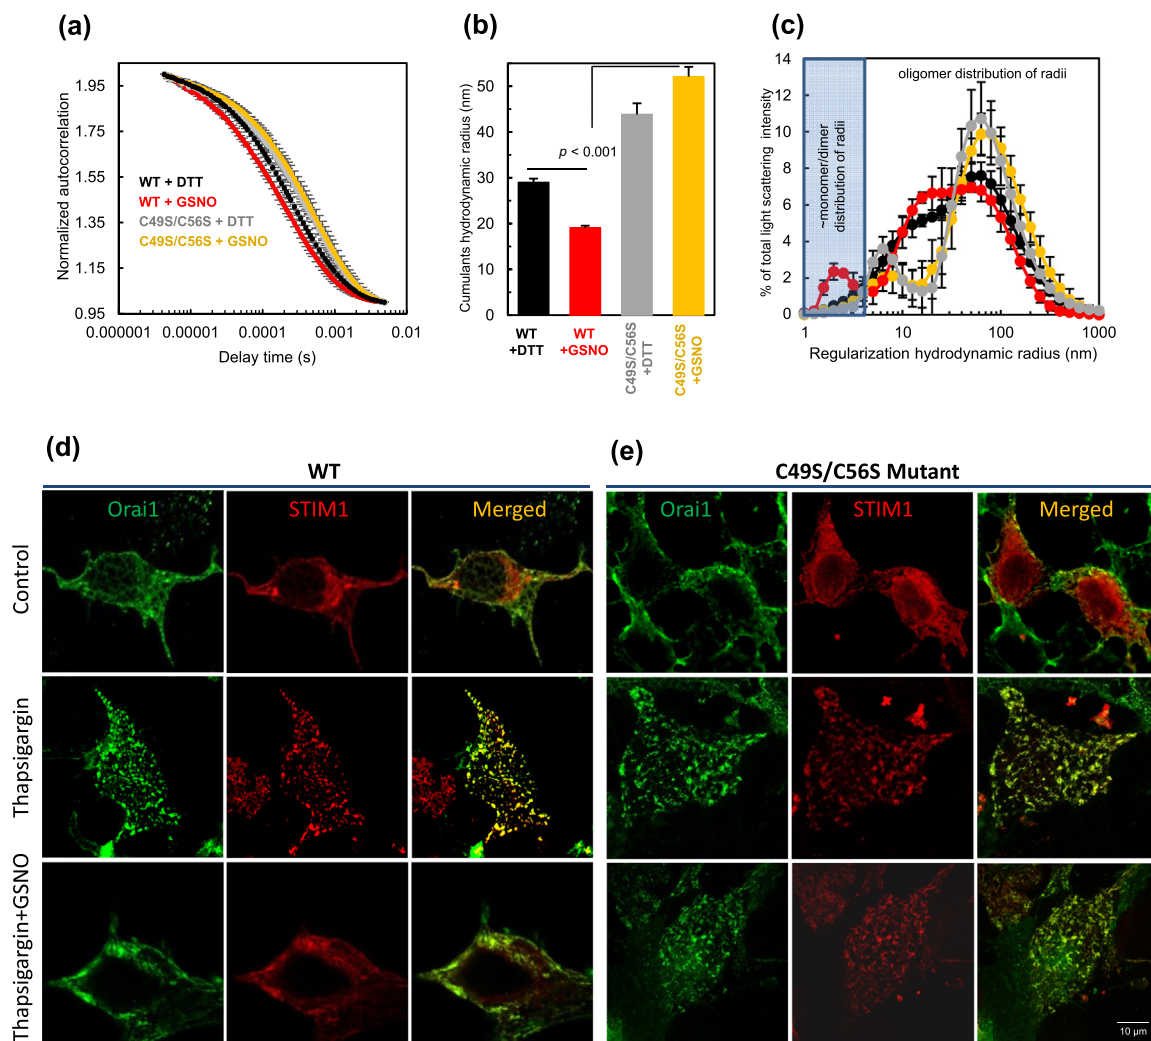 (a)
Normalized autocorrelation
1.95
1.75
1.55
1.35
1.15
0.95
WT + DTT
WT + GSNO
C49S/C56S + DTT
C49S/C56S + GSNO
0.000001
0.00001
0.0001
0.001
0.01
Delay time (s)
(b)
Cumulants hydrodynamic radius (nm)
50
40
30
20
10
0
p < 0.001
WT
+DTT
WT
+GSNO
C49S/C56S
+DTT
C49S/C56S
+GSNO
(c)
% of total light scattering intensity
14
12
10
8
6
4
2
0
~monomer/dimer
distribution of radii
oligomer distribution of radii
1
10
100
1000
Regularization hydrodynamic radius (nm)
(d)
WT
Orai1
STIM1
Merged
Control
Thapsigargin
Thapsigargin+GSNO
(e)
C49S/C56S Mutant
Orai1
STIM1
Merged
10 μm